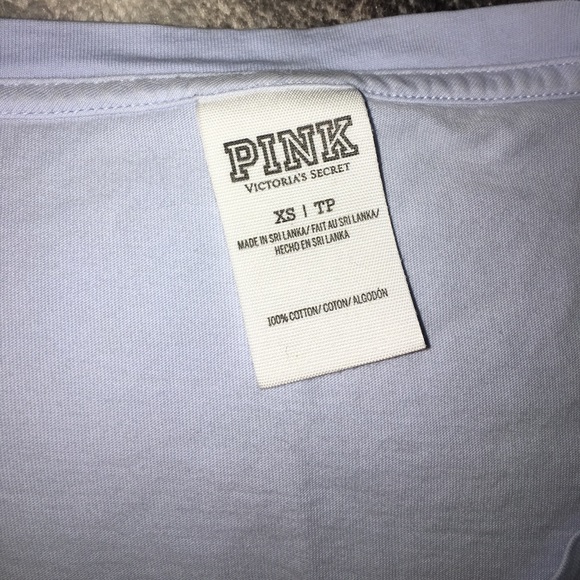 PINK
VICTORIA'S SECRET
XS | TP
MADE IN SRI LANKA/ FAIT AU SRI LANKA/
HECHO EN SRI LANKA
100% COTTON/ COTON/ ALGODÓN